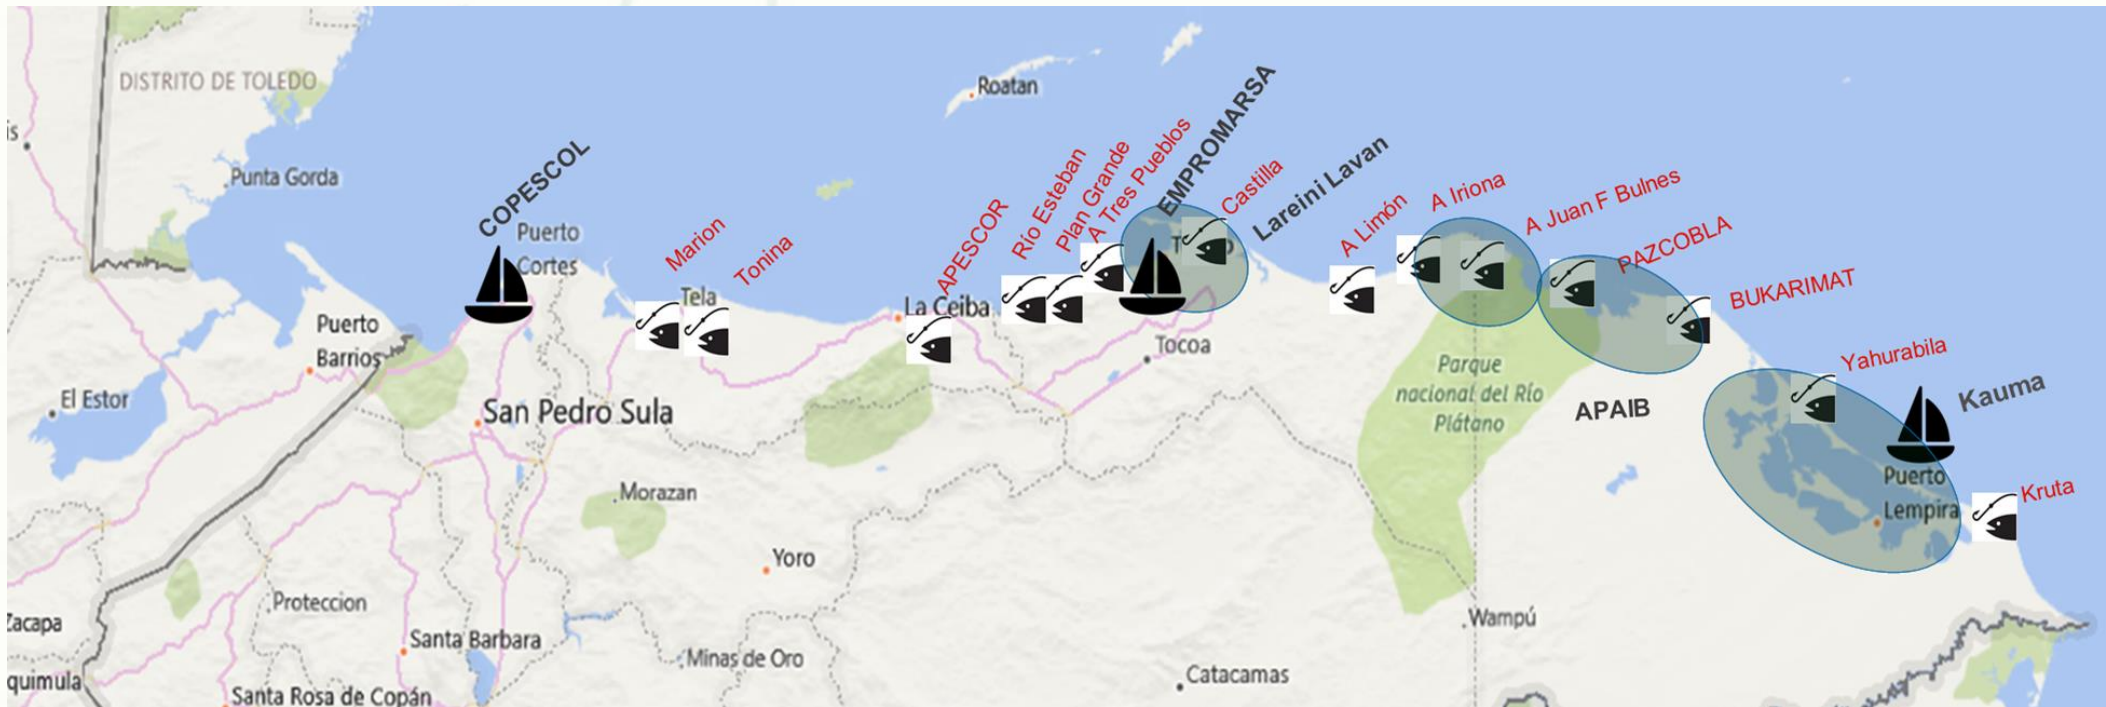 DISTRITO DE TOLEDO
Roatan
is
Punta Gorda
COPESCOL
Puerto
Cortes
Marion
Tonina
Tela
APESCOR
La Ceiba
Río Esteban
Plan Grande
A Tres Pueblos
EMPROMARSA
Castilla
Lareini Lavan
A Limón
A Iriona
A Juan F Bulnes
PAZCOBLA
BUKARIMAT
Yahurabila
Kauma
Puerto
Barrios
Tocoa
Parque
nacional del Río
Plátano
APAIB
El Estor
San Pedro Sula
Puerto
Lempira
Kruta
Morazan
Yoro
Proteccion
Wampú
Zacapa
Santa Barbara
Minas de Oro
quimula
Santa Rosa de Copán
Catacamas